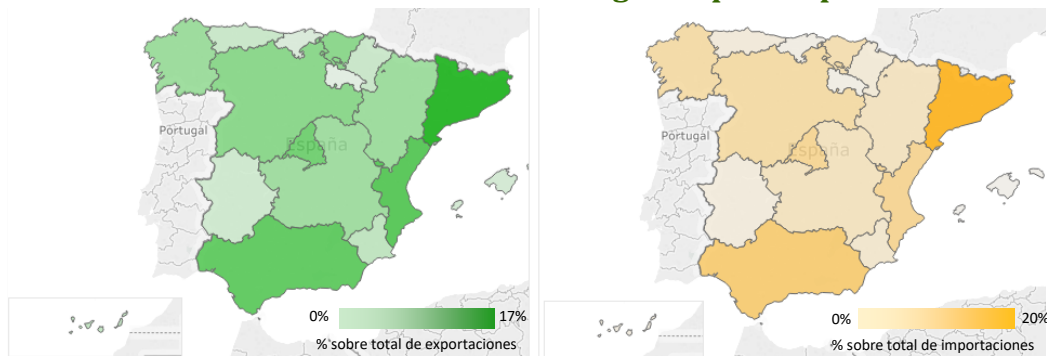 Portugal
España
0%
17%
% sobre total de exportaciones
Portugal
España
0%
20%
% sobre total de importaciones